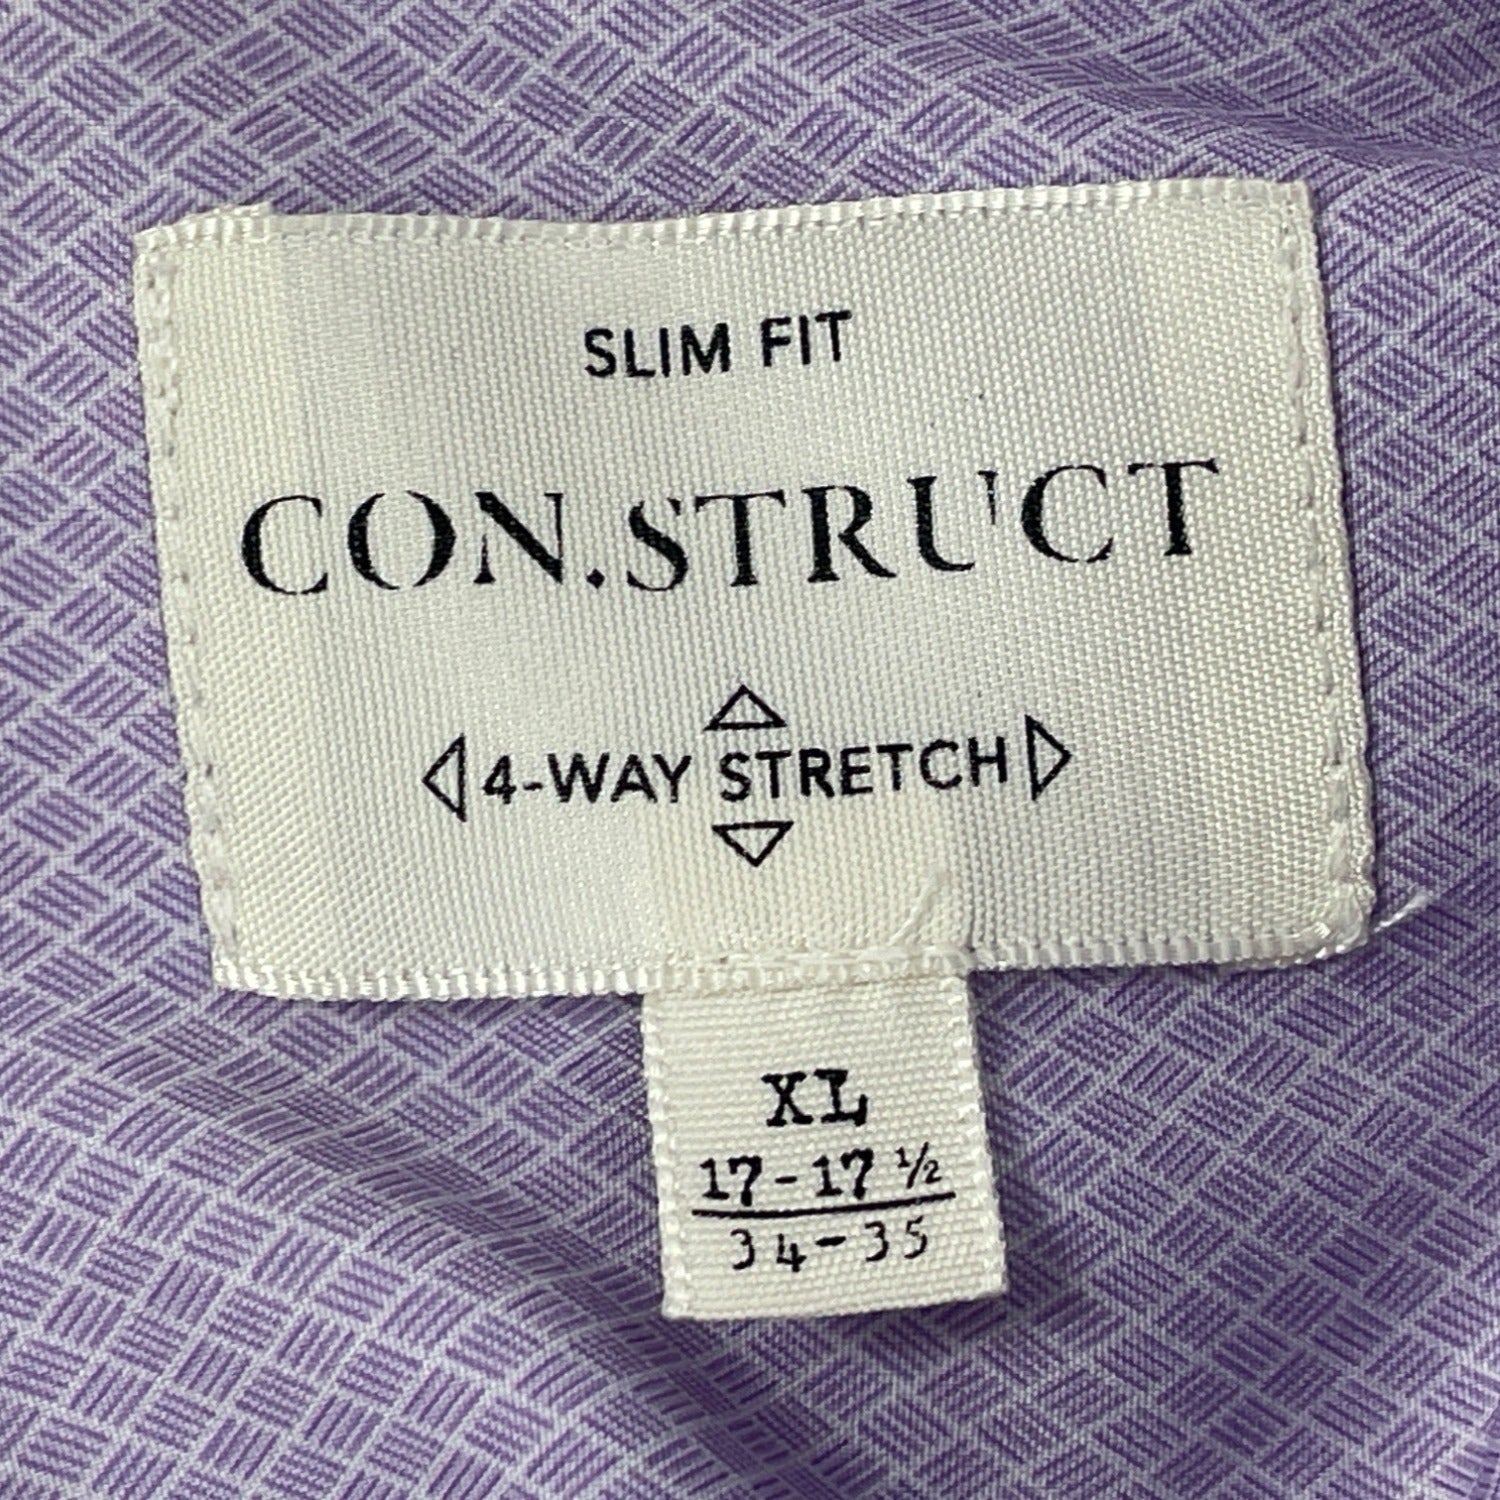 SLIM FIT
CON.STRUCT
4-WAY STRETCH
XL
17-17 ½
34-35